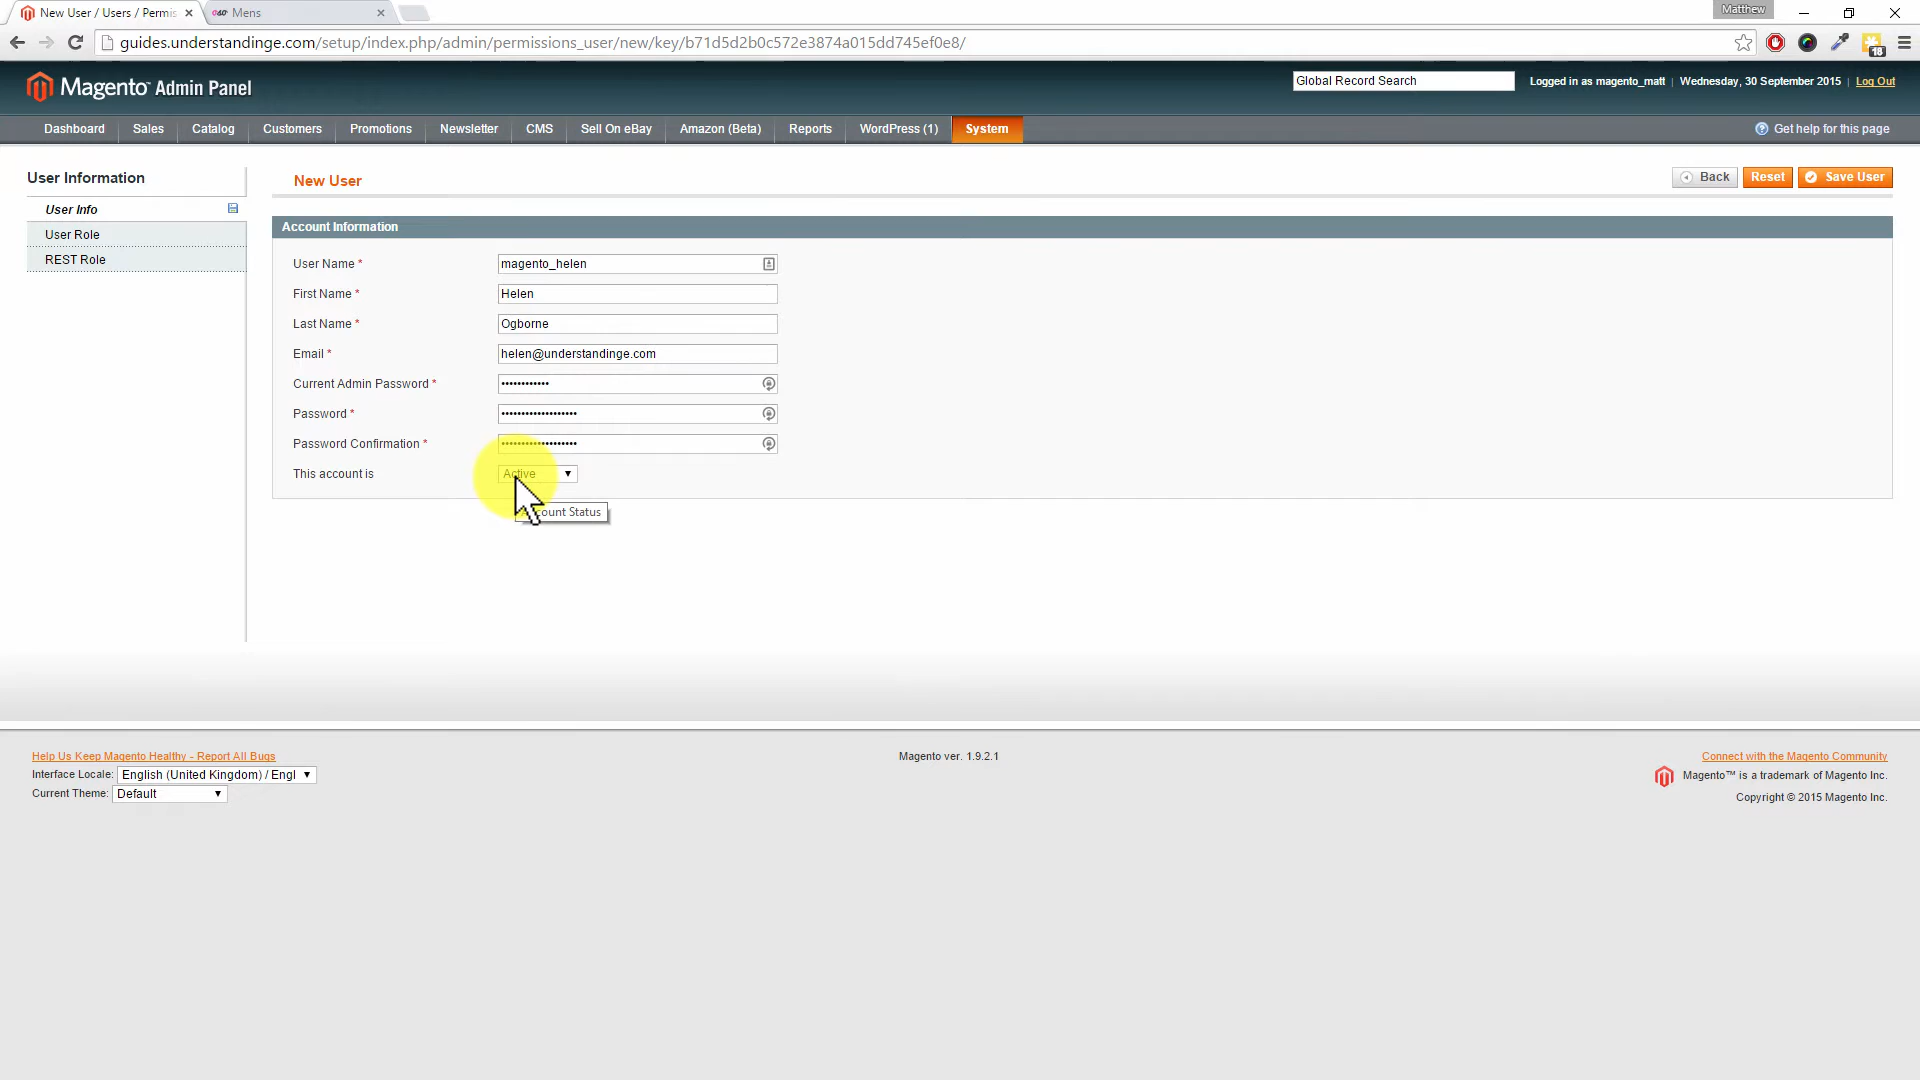 New User / Users / Permis
Mens
Matthew
guides.understandinge.com/setup/index.php/admin/permissions_user/new/key/b71d5d2b0c572e3874a015dd745ef0e8/
18
Magento™ Admin Panel
Global Record Search
Logged in as magento_matt | Wednesday, 30 September 2015 | Log Out
Dashboard Sales Catalog Customers Promotions Newsletter CMS Sell On eBay Amazon (Beta) Reports WordPress (1) System
Get help for this page
User Information
User Info
User Role
REST Role
New User
Back Reset Save User
Account Information
User Name * magento_helen
First Name * Helen
Last Name * Ogborne
Email * helen@understandinge.com
Current Admin Password * ••••••••••••
Password * •••••••••••••••••••
Password Confirmation * •••••••••••••••••••
This account is Active
Account Status
Help Us Keep Magento Healthy - Report All Bugs
Interface Locale: English (United Kingdom) / Engl
Current Theme: Default
Magento ver. 1.9.2.1
Connect with the Magento Community
Magento™ is a trademark of Magento Inc.
Copyright © 2015 Magento Inc.